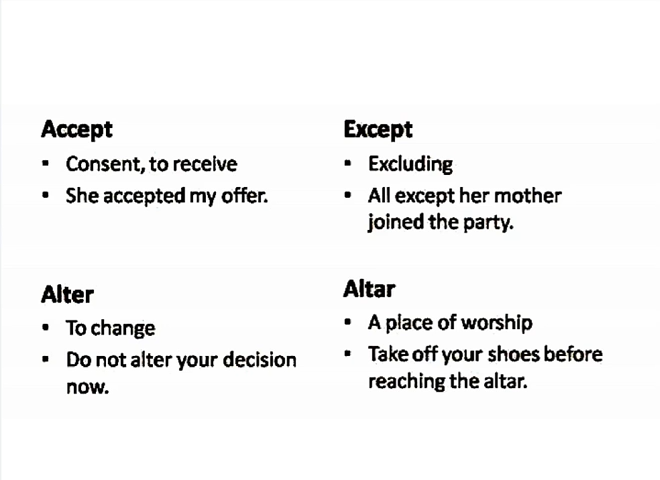 Accept
▪ Consent, to receive
▪ She accepted my offer.
Except
▪ Excluding
▪ All except her mother
joined the party.
Alter
▪ To change
▪ Do not alter your decision
now.
Altar
▪ A place of worship
▪ Take off your shoes before
reaching the altar.